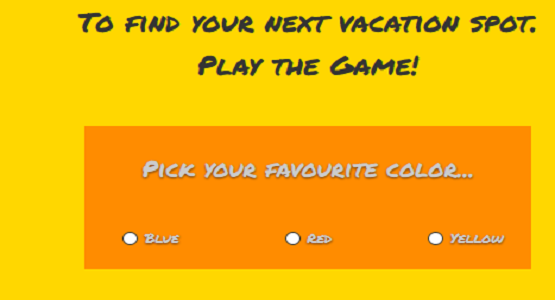 To find your next vacation spot.
Play the Game!
Pick your favourite color...
Blue Red Yellow